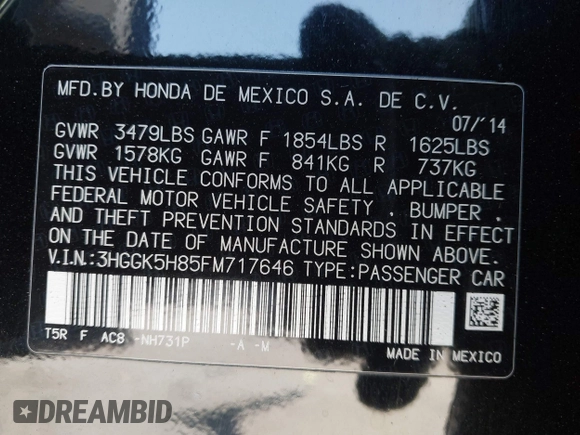 MFD.BY HONDA DE MEXICO S.A. DE C.V.
07/'14
GVWR 3479LBS GAWR F 1854LBS R 1625LBS
GVWR 1578KG GAWR F 841KG R 737KG
THIS VEHICLE CONFORMS TO ALL APPLICABLE
FEDERAL MOTOR VEHICLE SAFETY , BUMPER ,
AND THEFT PREVENTION STANDARDS IN EFFECT
ON THE DATE OF MANUFACTURE SHOWN ABOVE.
V.I.N.:3HGGK5H85FM717646 TYPE:PASSENGER CAR
T5R F AC8 -NH731P -A -M
MADE IN MEXICO
DREAMBID